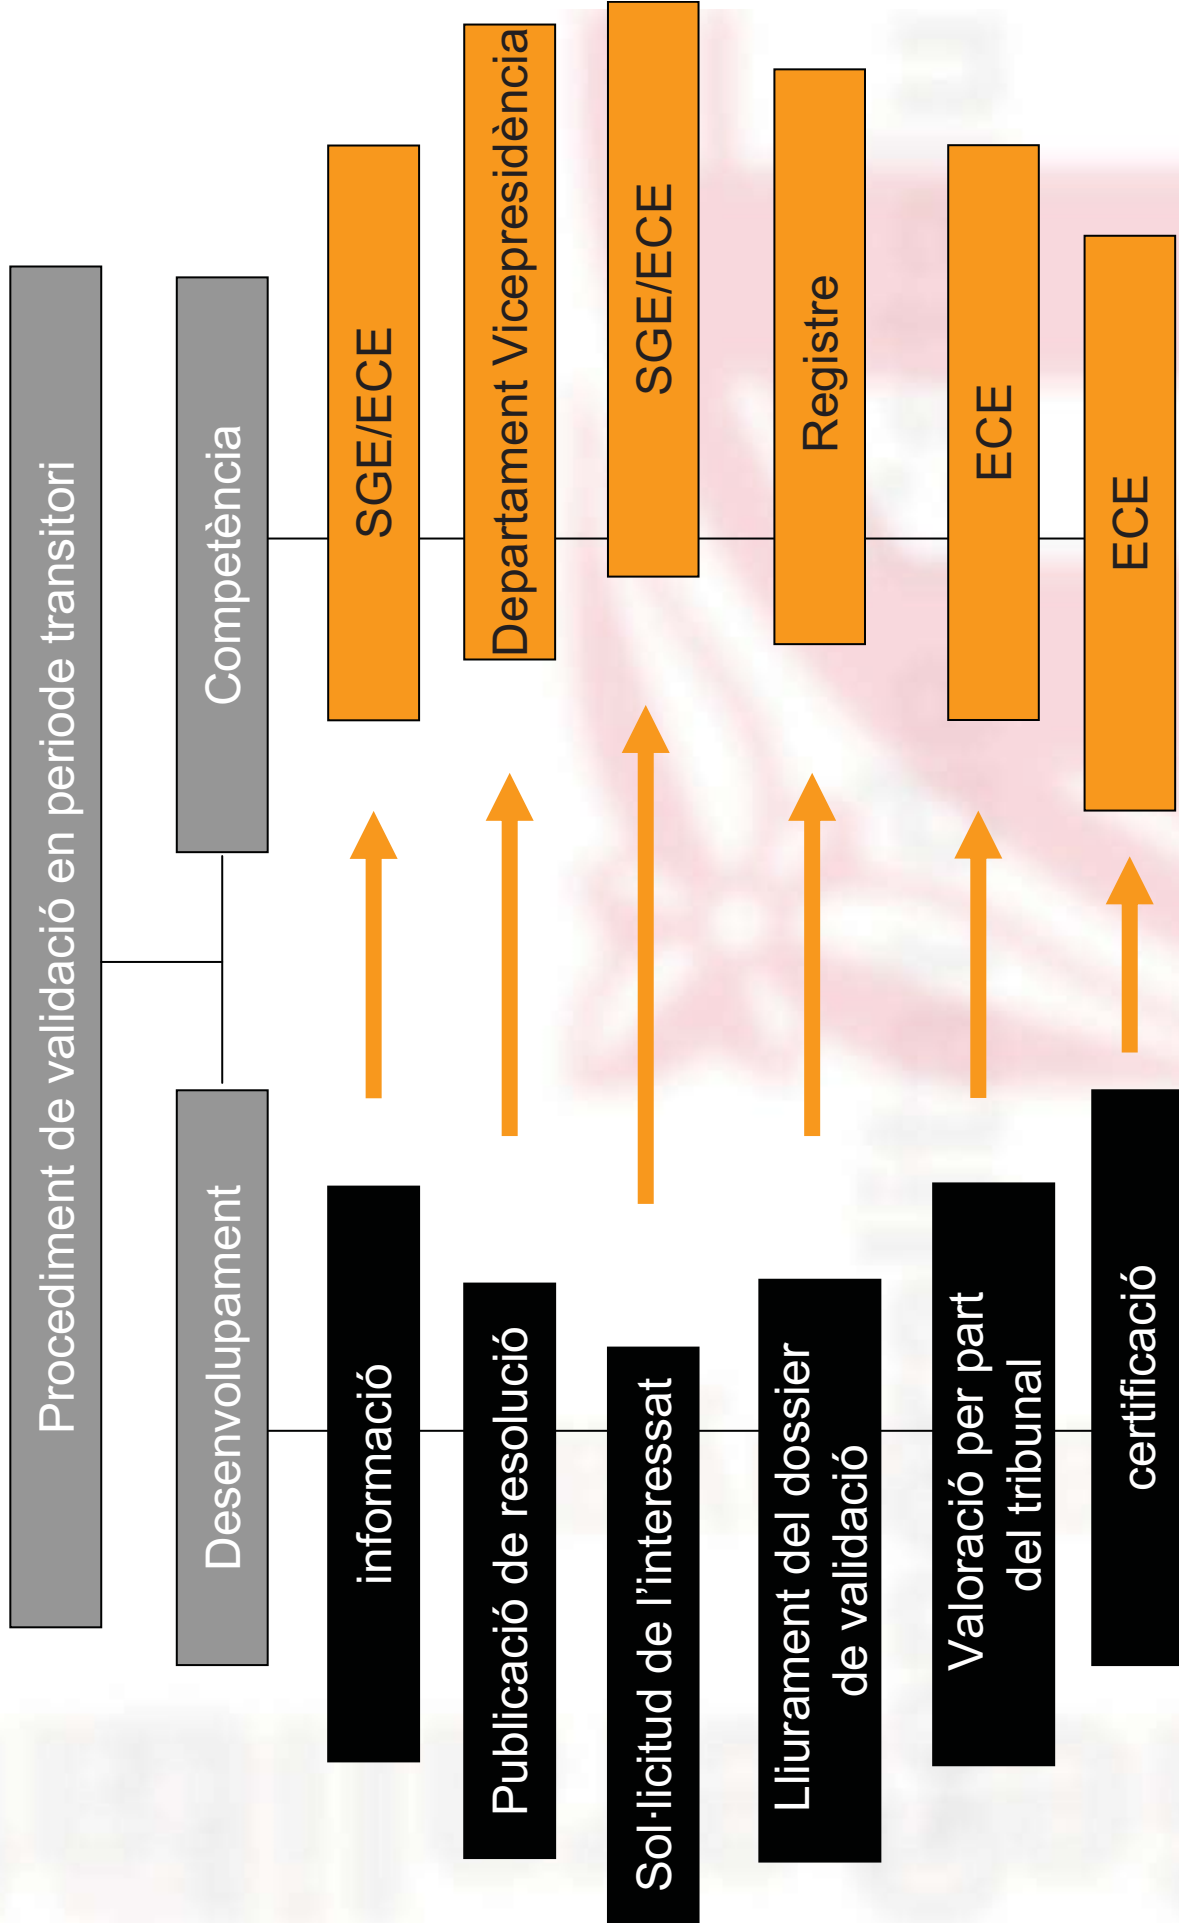 Procediment de validació en periode transitori
Desenvolupament
Competència
informació
SGE/ECE
Publicació de resolució
Departament Vicepresidència
Sol·licitud de l'interessat
SGE/ECE
Lliurament del dossier
de validació
Registre
Valoració per part
del tribunal
ECE
certificació
ECE